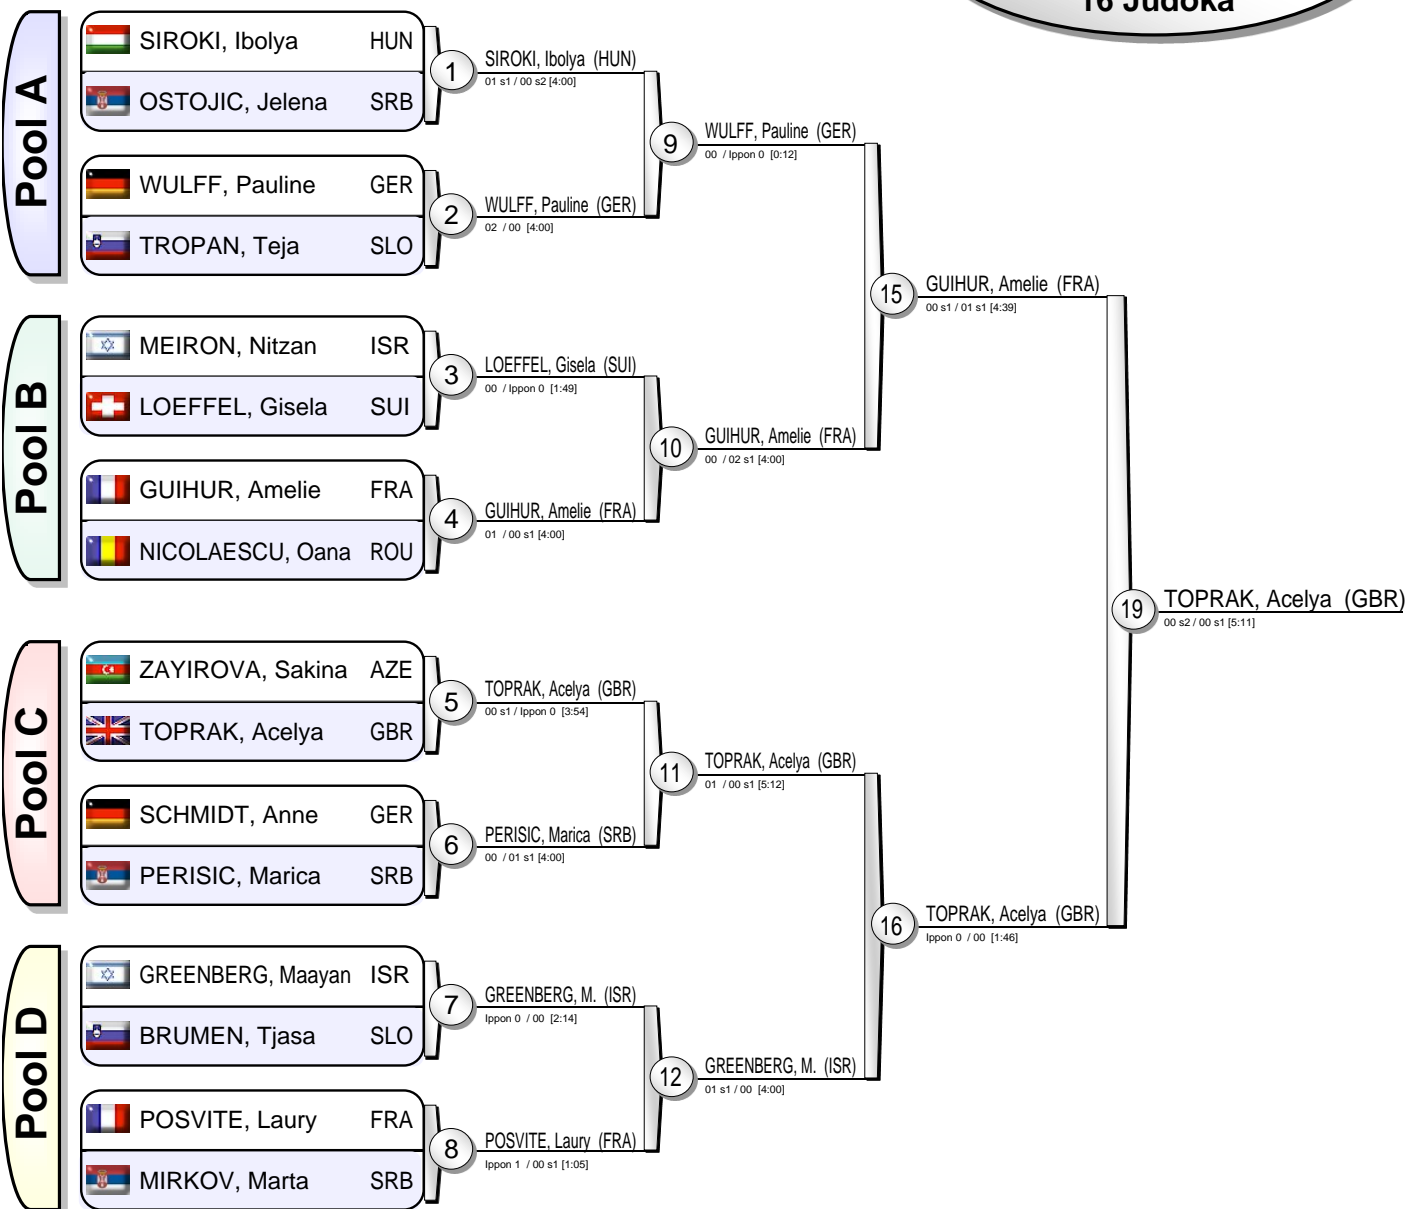 16 Judoka
Pool A
SIROKI, Ibolya HUN
OSTOJIC, Jelena SRB
WULFF, Pauline GER
TROPAN, Teja SLO
Pool B
MEIRON, Nitzan ISR
LOEFFEL, Gisela SUI
GUIHUR, Amelie FRA
NICOLAESCU, Oana ROU
Pool C
ZAYIROVA, Sakina AZE
TOPRAK, Acelya GBR
SCHMIDT, Anne GER
PERISIC, Marica SRB
Pool D
GREENBERG, Maayan ISR
BRUMEN, Tjasa SLO
POSVITE, Laury FRA
MIRKOV, Marta SRB
1
SIROKI, Ibolya (HUN)
01 s1 / 00 s2 [4:00]
2
WULFF, Pauline (GER)
02 / 00 [4:00]
3
LOEFFEL, Gisela (SUI)
00 / Ippon 0 [1:49]
4
GUIHUR, Amelie (FRA)
01 / 00 s1 [4:00]
5
TOPRAK, Acelya (GBR)
00 s1 / Ippon 0 [3:54]
6
PERISIC, Marica (SRB)
00 / 01 s1 [4:00]
7
GREENBERG, M. (ISR)
Ippon 0 / 00 [2:14]
8
POSVITE, Laury (FRA)
Ippon 1 / 00 s1 [1:05]
9
WULFF, Pauline (GER)
00 / Ippon 0 [0:12]
10
GUIHUR, Amelie (FRA)
00 / 02 s1 [4:00]
11
TOPRAK, Acelya (GBR)
01 / 00 s1 [5:12]
12
GREENBERG, M. (ISR)
01 s1 / 00 [4:00]
15
GUIHUR, Amelie (FRA)
00 s1 / 01 s1 [4:39]
16
TOPRAK, Acelya (GBR)
Ippon 0 / 00 [1:46]
19
TOPRAK, Acelya (GBR)
00 s2 / 00 s1 [5:11]